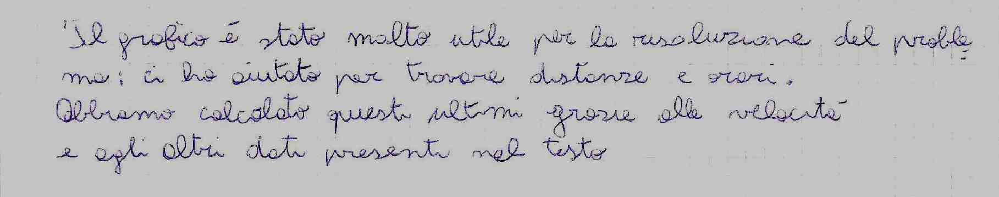 "Il grafico è stato molto utile per la risoluzione del proble
ma: ci ha aiutato per trovare distanze e orari.
Abbiamo calcolato questi ultimi grazie alle velocità
e agli altri dati presenti nel testo